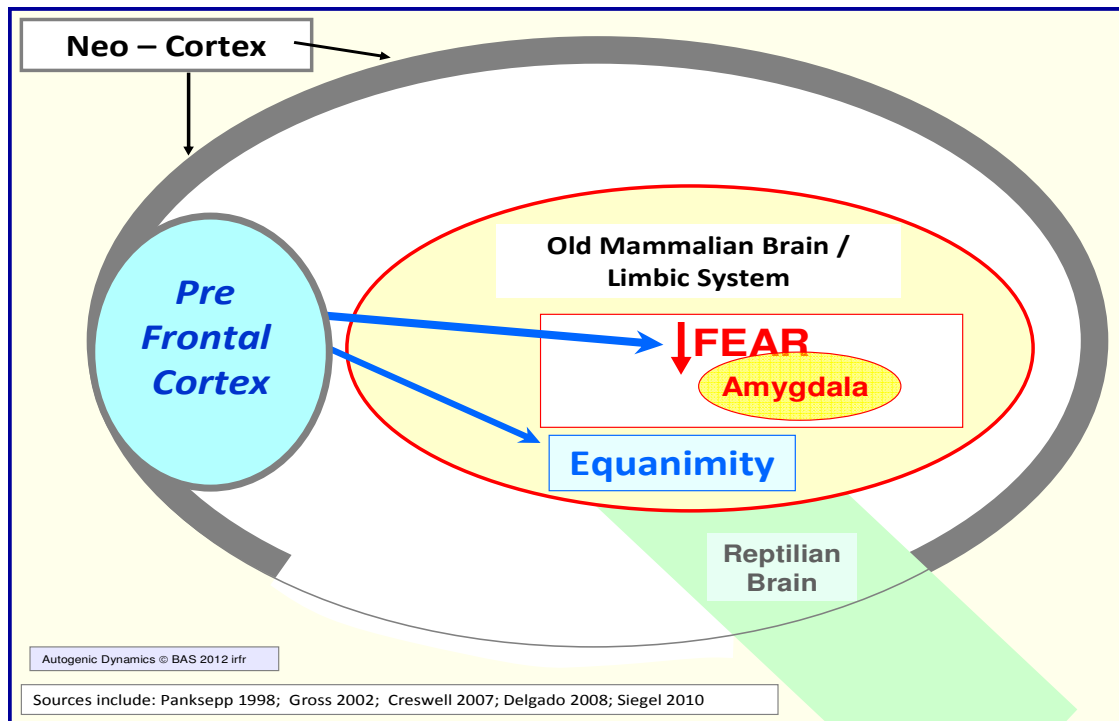 Neo – Cortex
Old Mammalian Brain /
Limbic System
Pre
Frontal
Cortex
FEAR
Amygdala
Equanimity
Reptilian
Brain
Autogenic Dynamics © BAS 2012 irfr
Sources include: Panksepp 1998; Gross 2002; Creswell 2007; Delgado 2008; Siegel 2010